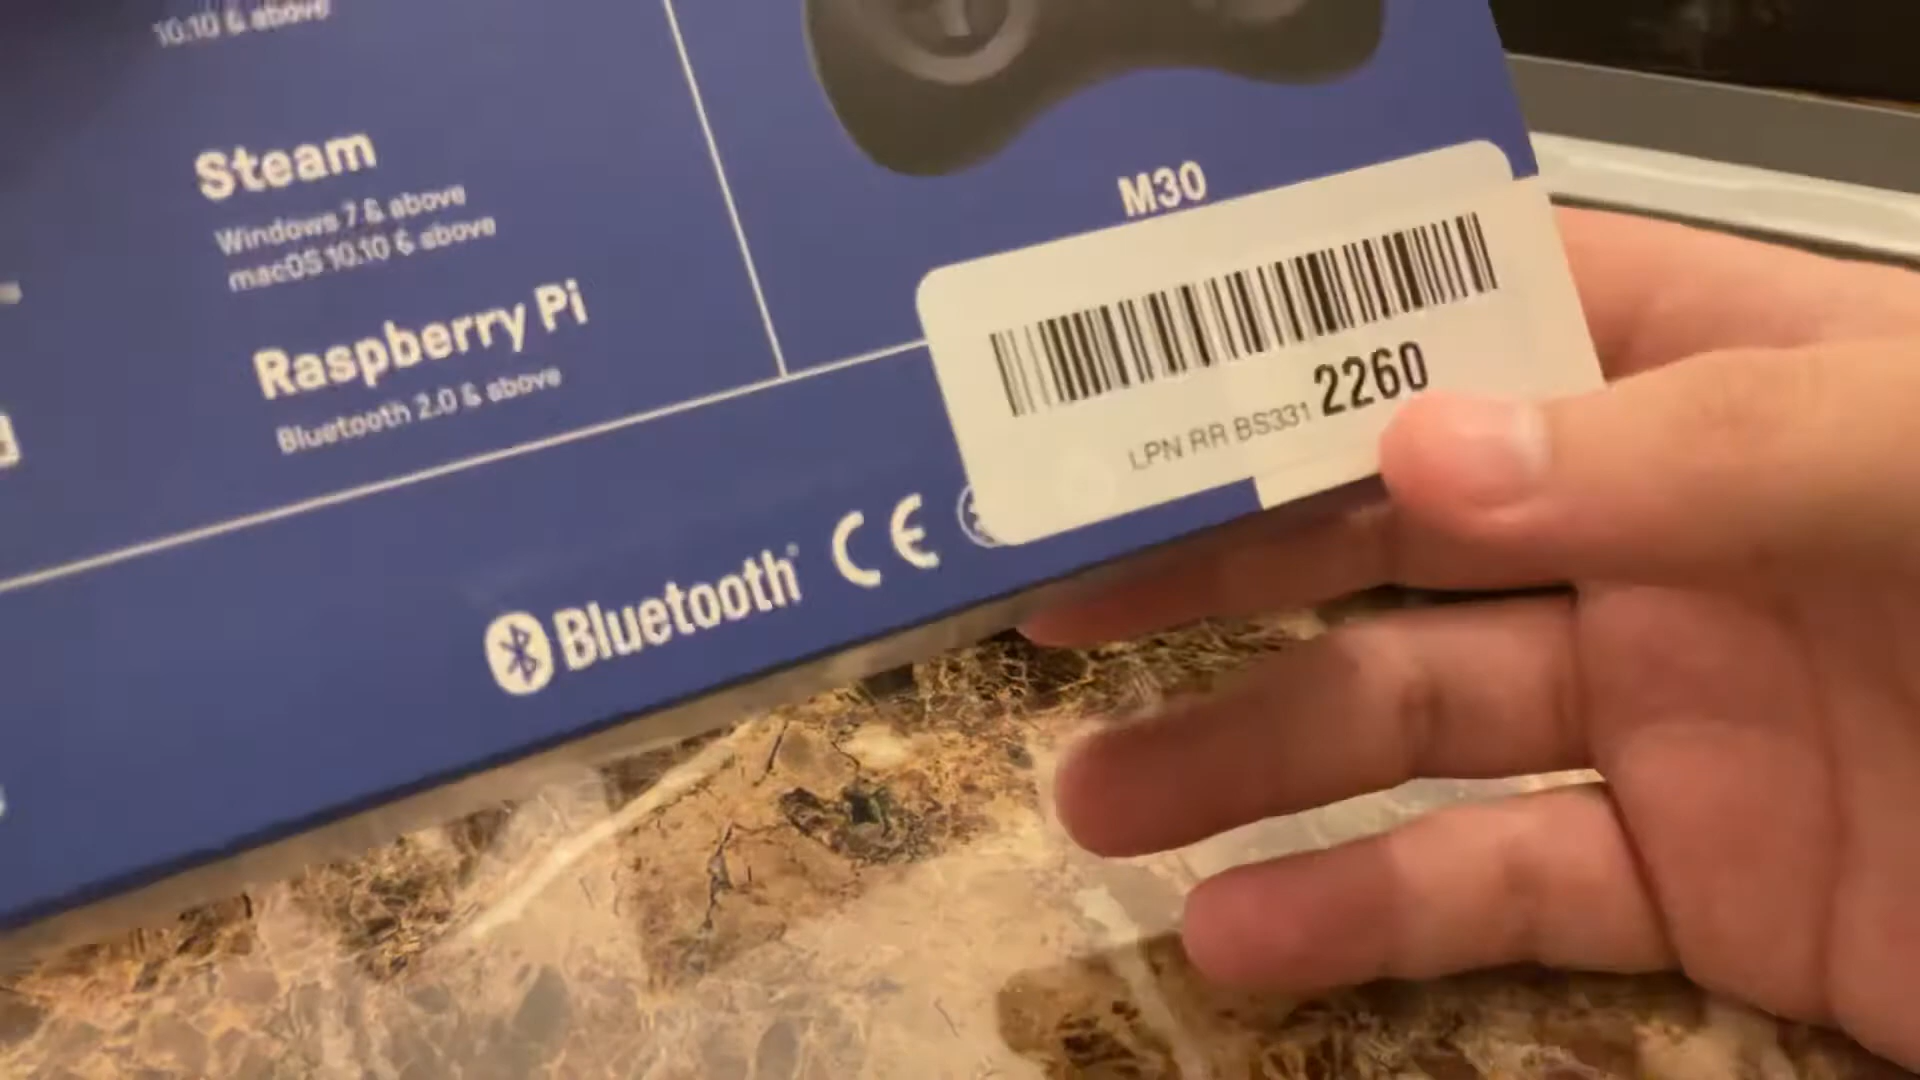 10.10 & above
Steam
Windows 7 & above
macOS 10.10 & above
Raspberry Pi
Bluetooth 2.0 & above
M30
LPN RR BS331 2260
Bluetooth CE